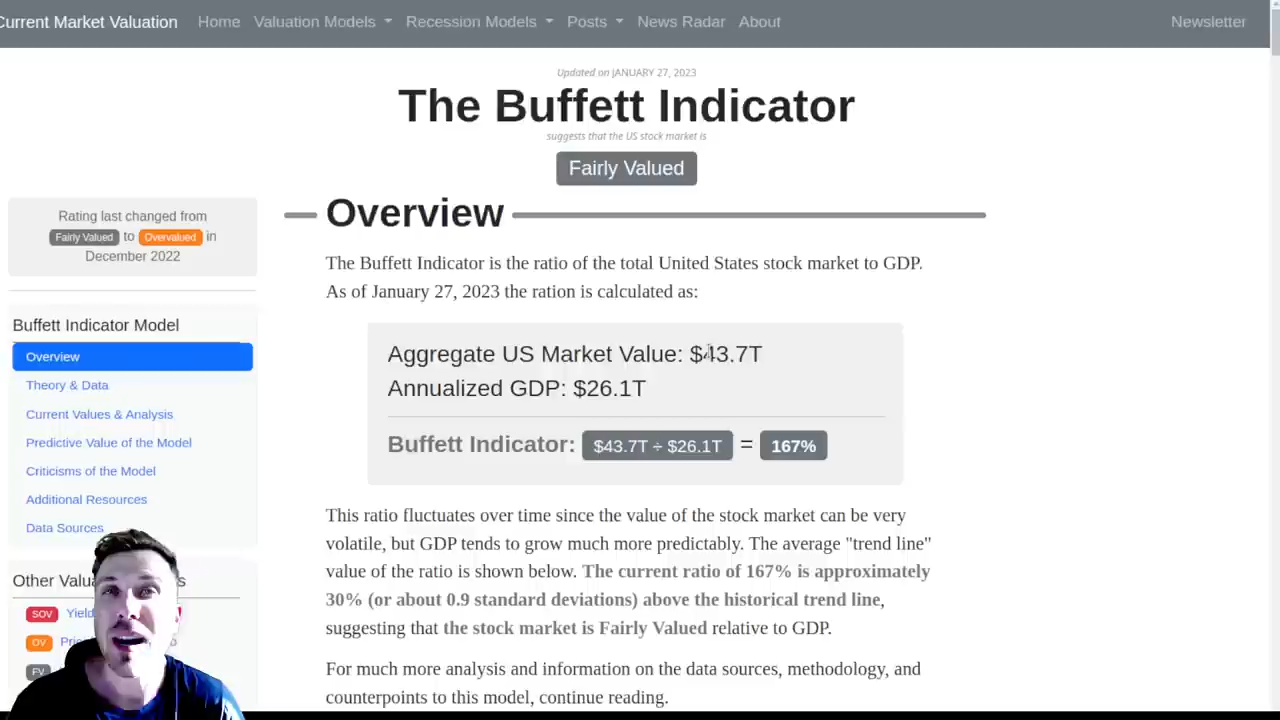 Current Market Valuation Home Valuation Models Recession Models Posts News Radar About Newsletter
Updated on JANUARY 27, 2023
The Buffett Indicator
suggests that the US stock market is
Fairly Valued
Rating last changed from
Fairly Valued to Overvalued in
December 2022
Buffett Indicator Model
Overview
Theory & Data
Current Values & Analysis
Predictive Value of the Model
Criticisms of the Model
Additional Resources
Data Sources
Other
SOV
OV
FV
Overview
The Buffett Indicator is the ratio of the total United States stock market to GDP.
As of January 27, 2023 the ration is calculated as:
Aggregate US Market Value: $43.7T
Annualized GDP: $26.1T
Buffett Indicator: $43.7T ÷ $26.1T = 167%
This ratio fluctuates over time since the value of the stock market can be very
volatile, but GDP tends to grow much more predictably. The average "trend line"
value of the ratio is shown below. The current ratio of 167% is approximately
30% (or about 0.9 standard deviations) above the historical trend line,
suggesting that the stock market is Fairly Valued relative to GDP.
For much more analysis and information on the data sources, methodology, and
counterpoints to this model, continue reading.